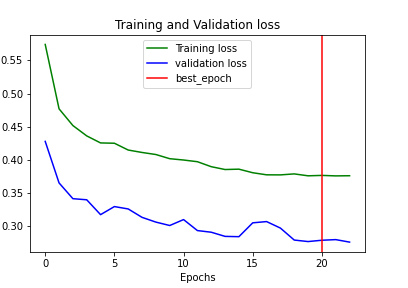 Training and Validation loss
Training loss
validation loss
best_epoch
0.55
0.50
0.45
0.40
0.35
0.30
0 5 10 15 20
Epochs